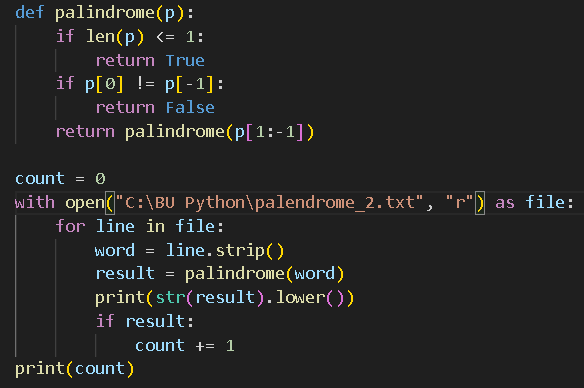 def palindrome(p):
    if len(p) <= 1:
        return True
    if p[0] != p[-1]:
        return False
    return palindrome(p[1:-1])

count = 0
with open("C:\BU Python\palendrome_2.txt", "r") as file:
    for line in file:
        word = line.strip()
        result = palindrome(word)
        print(str(result).lower())
        if result:
            count += 1
print(count)